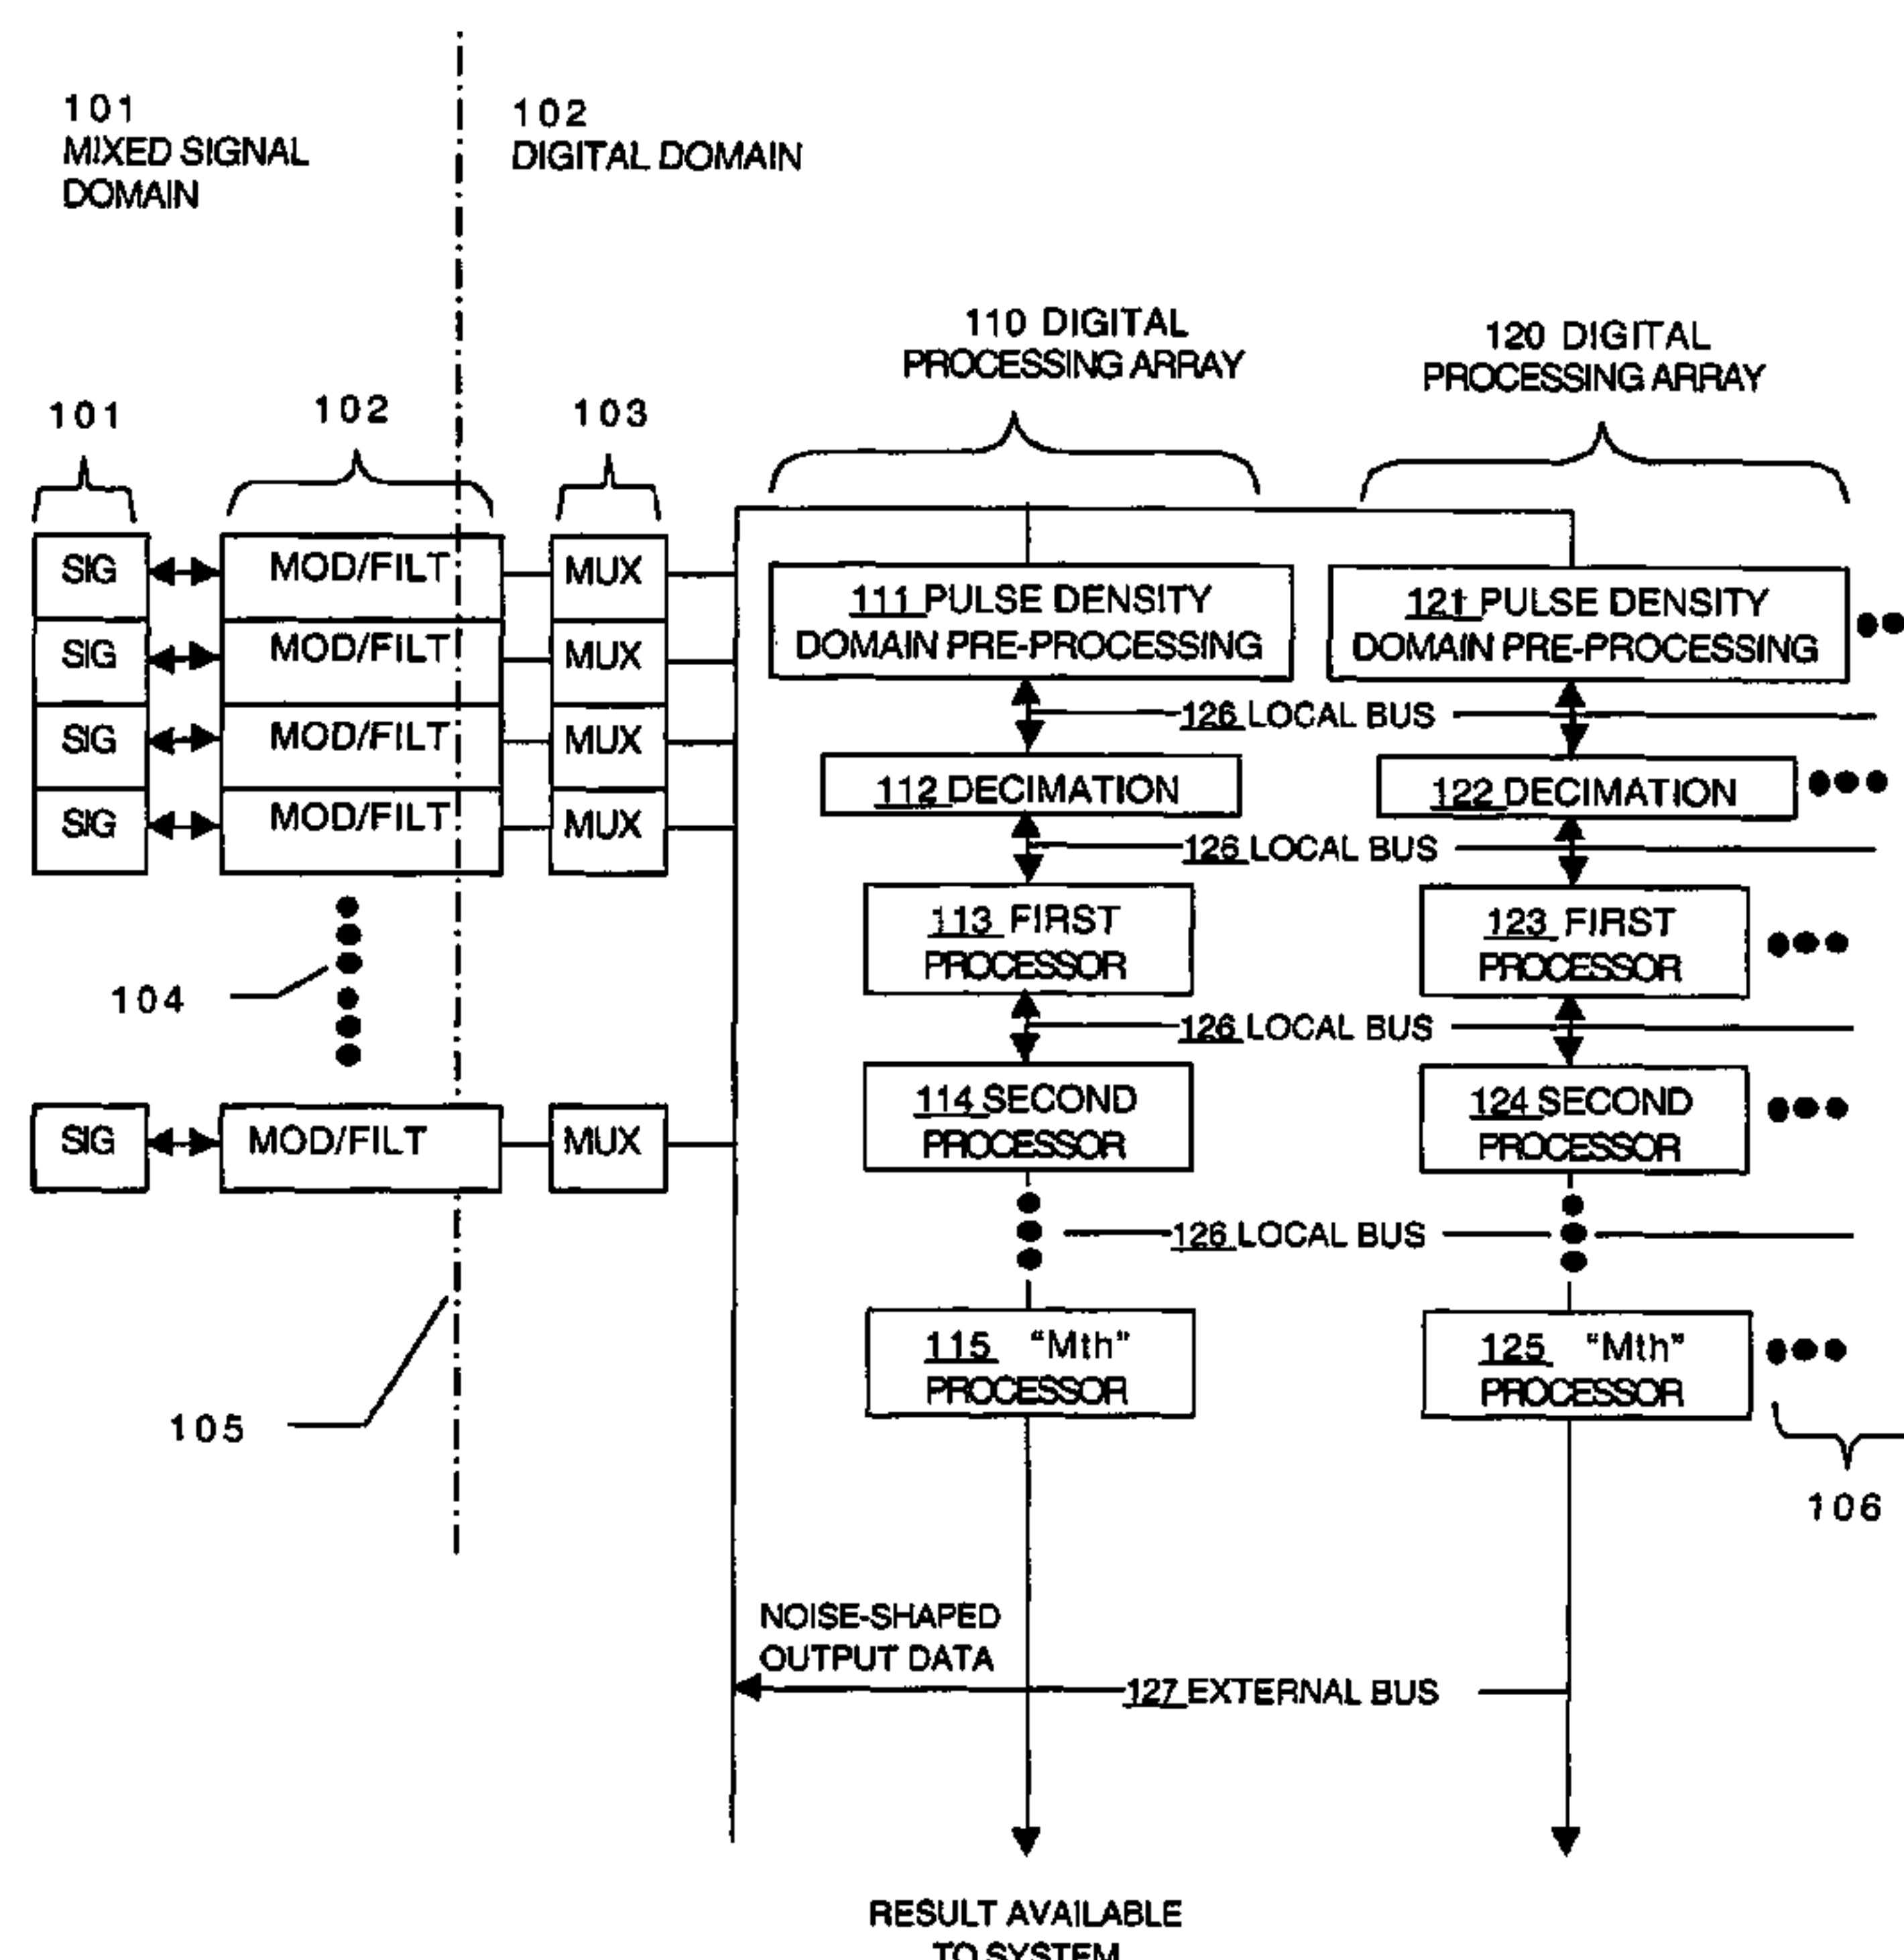 101
MIXED SIGNAL
DOMAIN
102
DIGITAL DOMAIN
110 DIGITAL
PROCESSING ARRAY
120 DIGITAL
PROCESSING ARRAY
101
102
103
SIG
MOD/FILT
MUX
SIG
MOD/FILT
MUX
SIG
MOD/FILT
MUX
SIG
MOD/FILT
MUX
104
SIG
MOD/FILT
MUX
105
111 PULSE DENSITY
DOMAIN PRE-PROCESSING
121 PULSE DENSITY
DOMAIN PRE-PROCESSING
126 LOCAL BUS
112 DECIMATION
122 DECIMATION
126 LOCAL BUS
113 FIRST
PROCESSOR
123 FIRST
PROCESSOR
126 LOCAL BUS
114 SECOND
PROCESSOR
124 SECOND
PROCESSOR
126 LOCAL BUS
115 "Mth"
PROCESSOR
125 "Mth"
PROCESSOR
106
NOISE-SHAPED
OUTPUT DATA
127 EXTERNAL BUS
RESULT AVAILABLE
TO SYSTEM